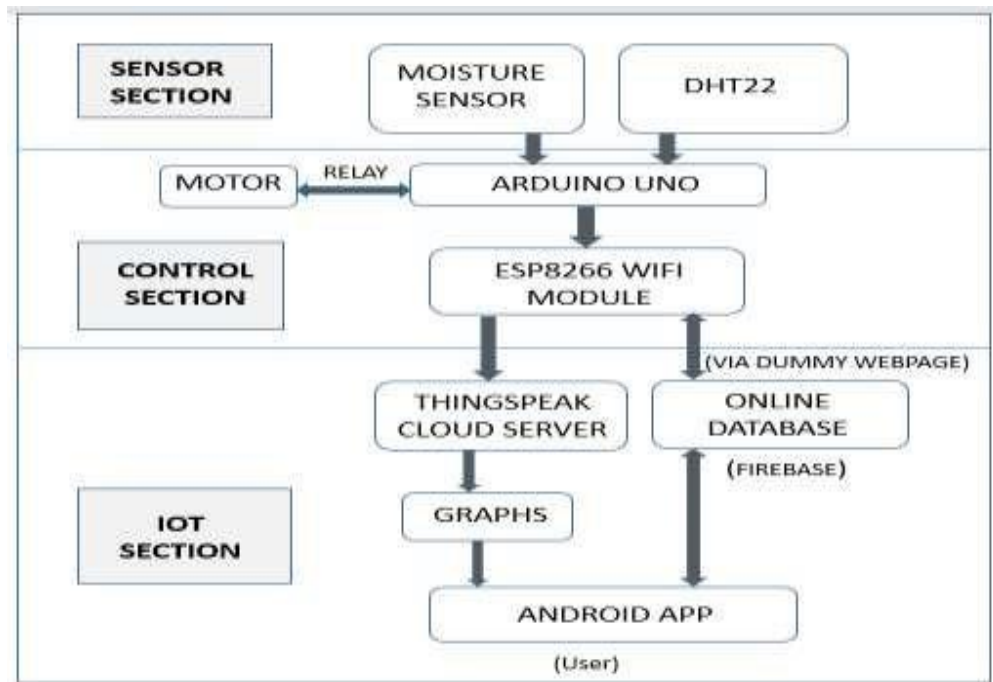 SENSOR
SECTION
MOISTURE
SENSOR
DHT22
MOTOR
RELAY
ARDUINO UNO
CONTROL
SECTION
ESP8266 WIFI
MODULE
(VIA DUMMY WEBPAGE)
THINGSPEAK
CLOUD SERVER
ONLINE
DATABASE
(FIREBASE)
IOT
SECTION
GRAPHS
ANDROID APP
(User)